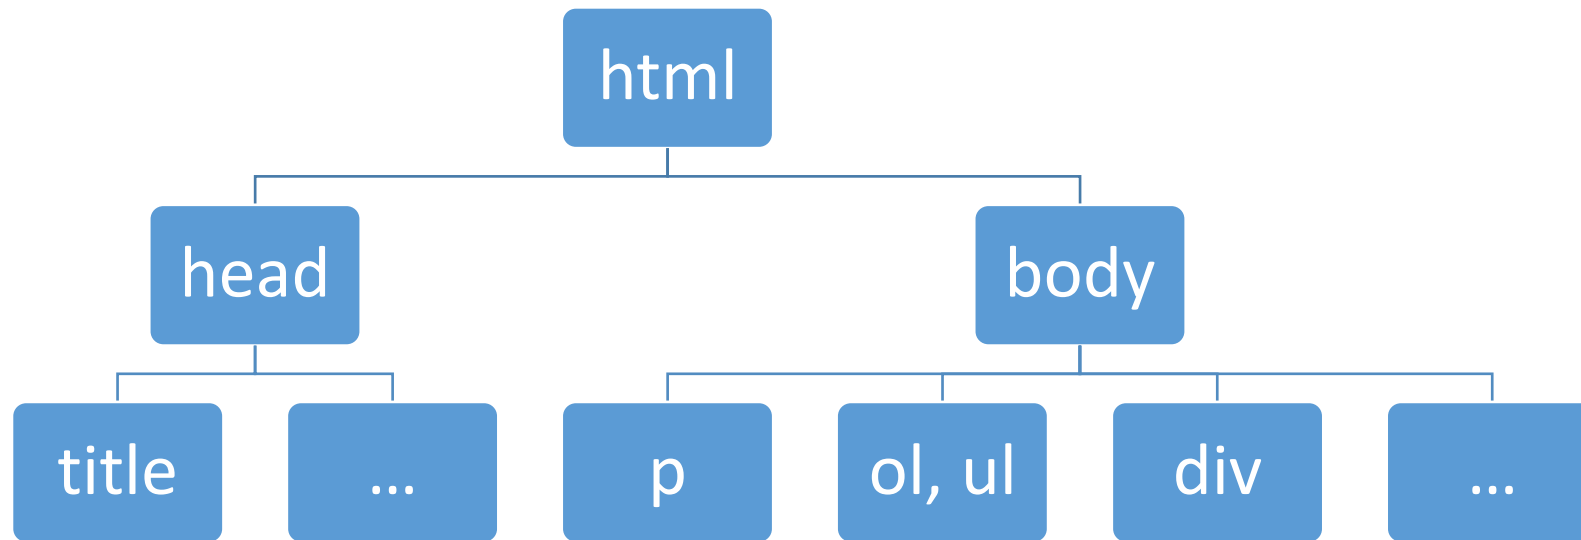 html
head
body
title
...
p
ol, ul
div
...